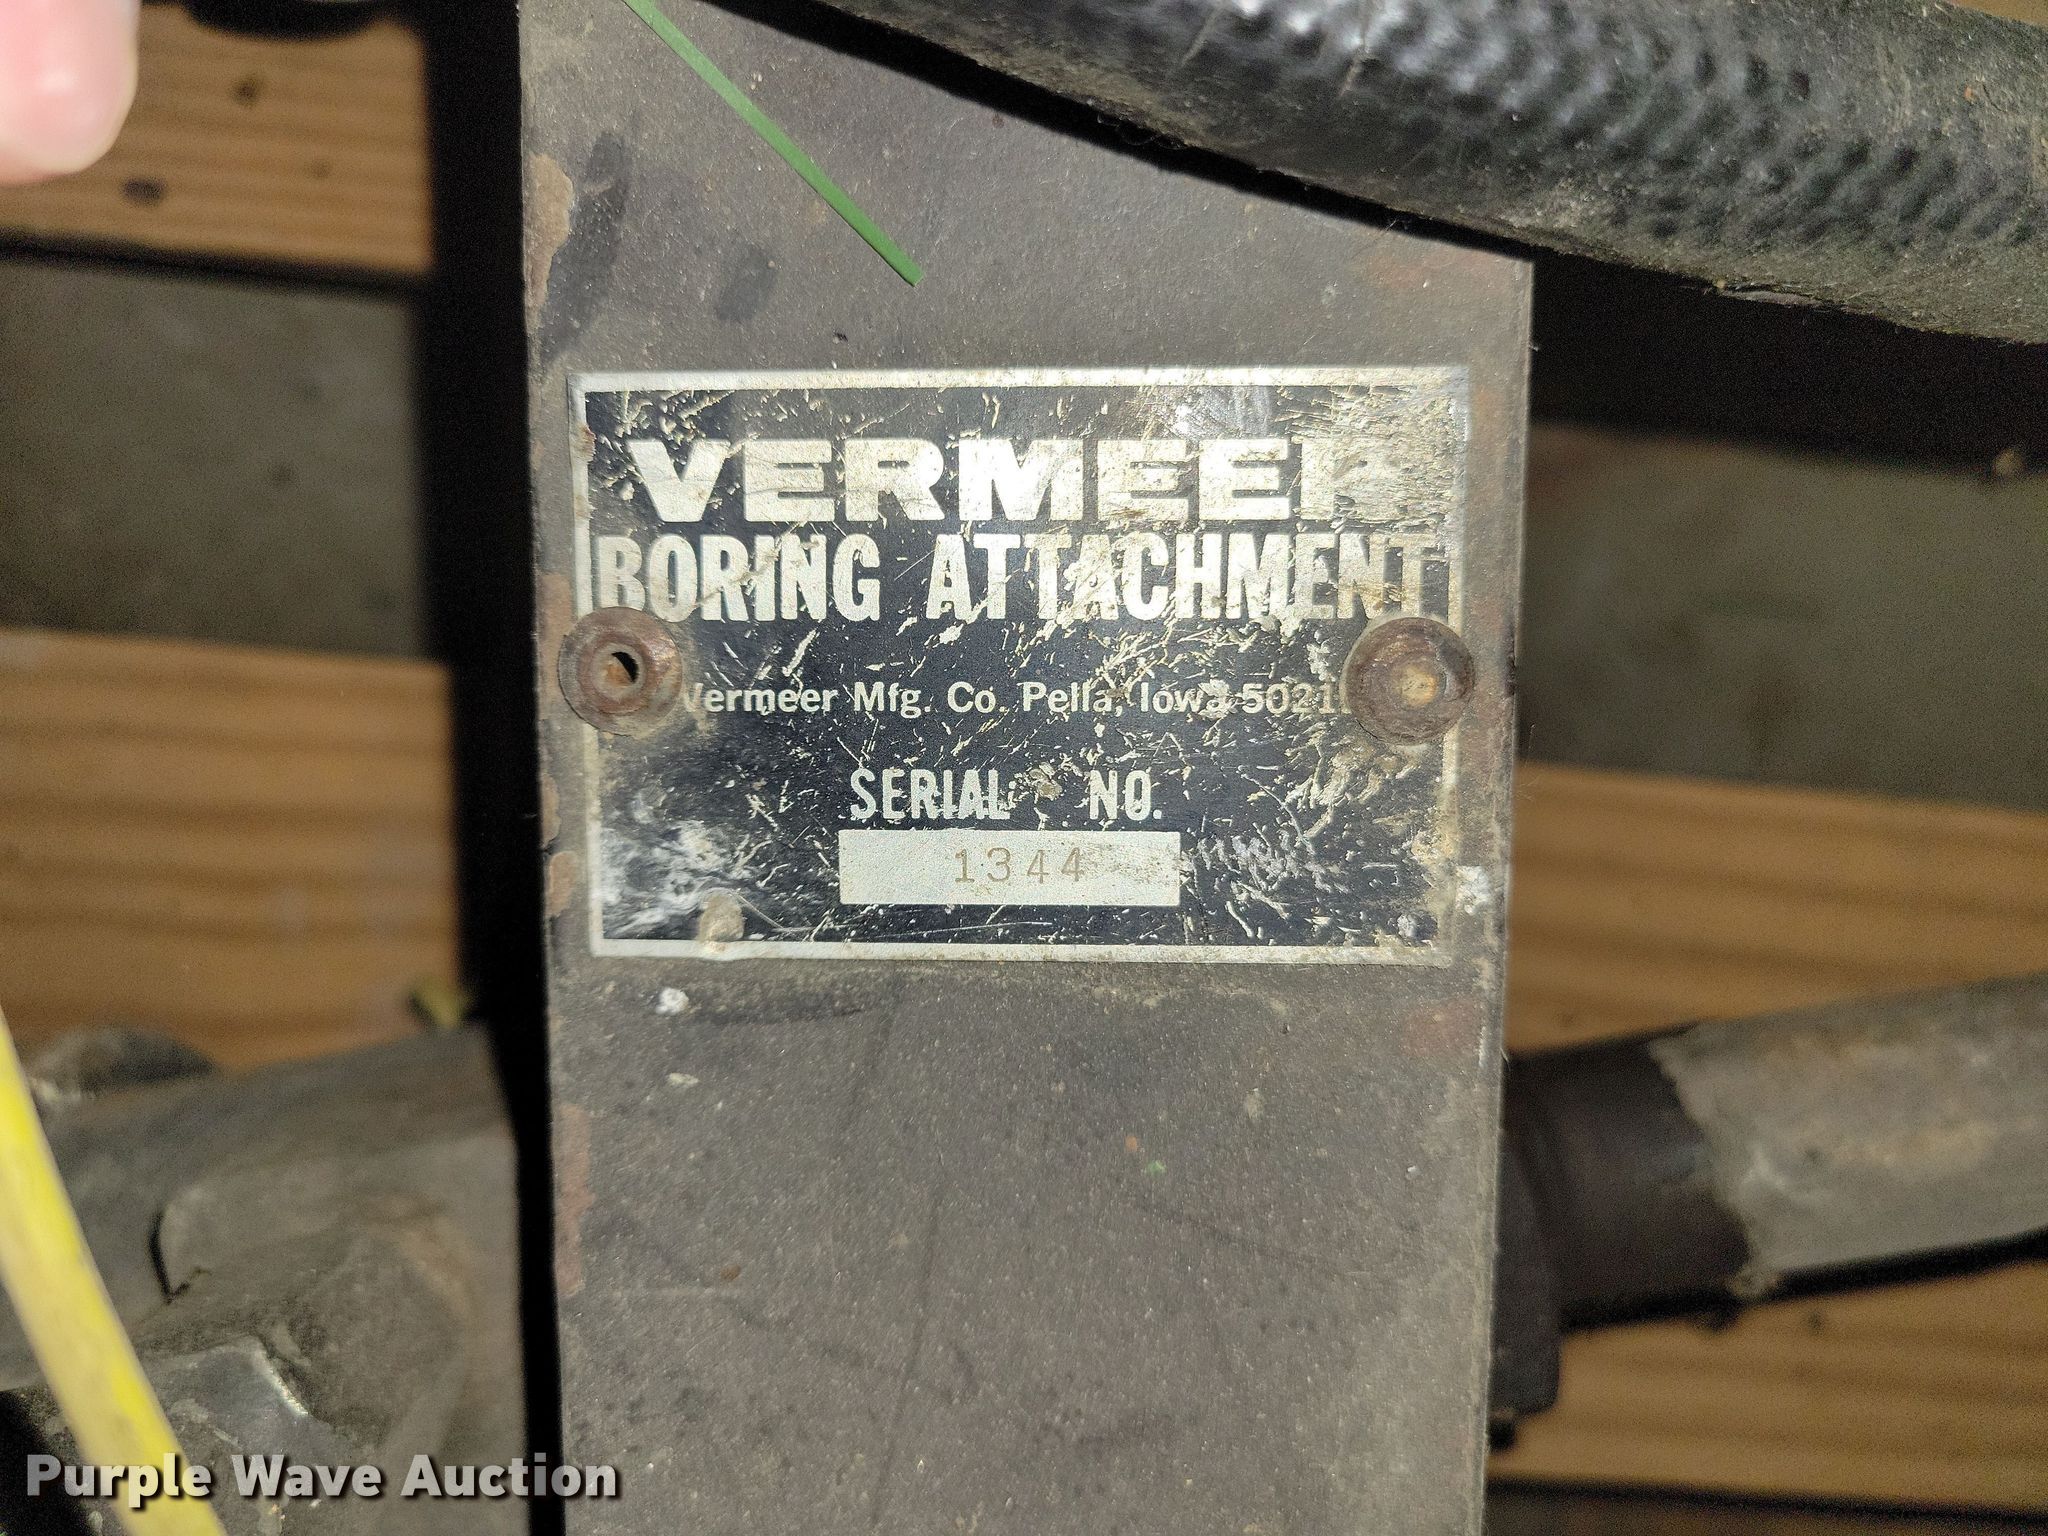 VERMEER
BORING ATTACHMENT
Vermeer Mfg. Co. Pella, Iowa
SERIAL NO.
1344
Purple Wave Auction